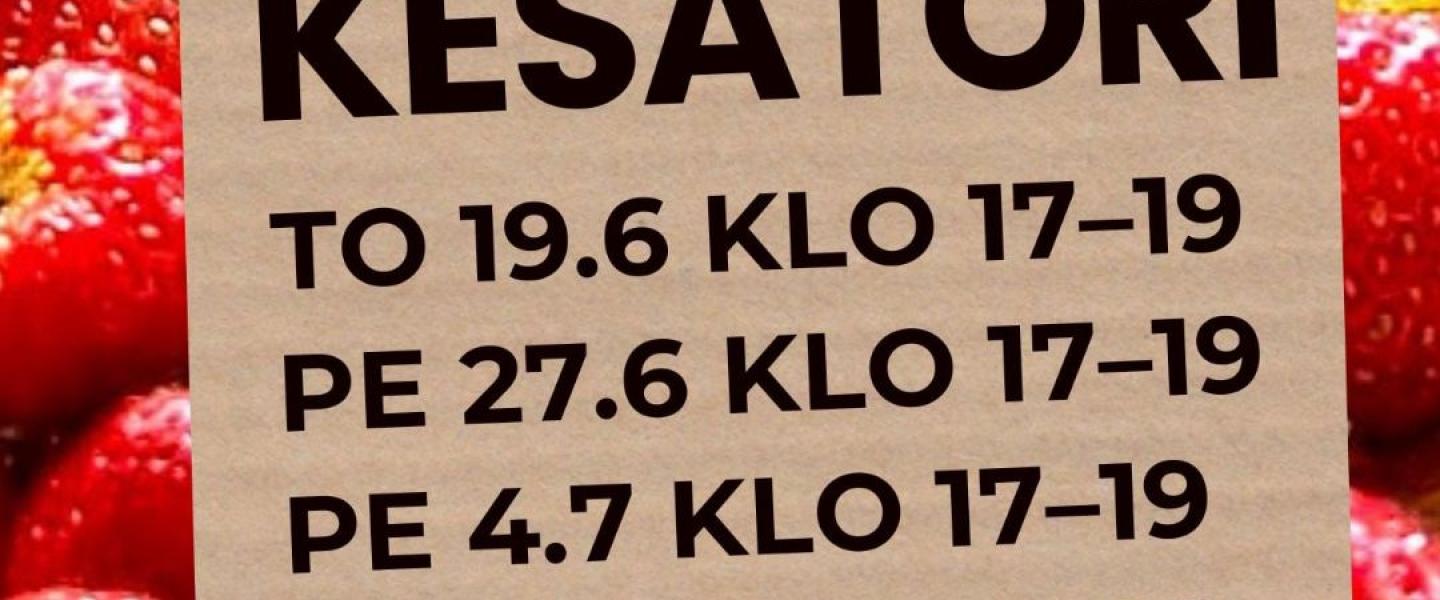 KESÄTORI
TO 19.6 KLO 17–19
PE 27.6 KLO 17–19
PE 4.7 KLO 17–19